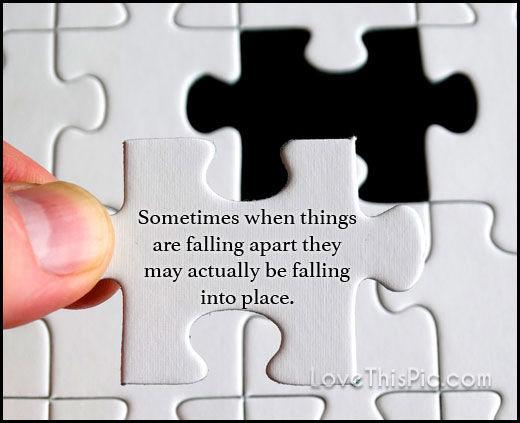 Sometimes when things
are falling apart they
may actually be falling
into place.
LoveThisPic.com